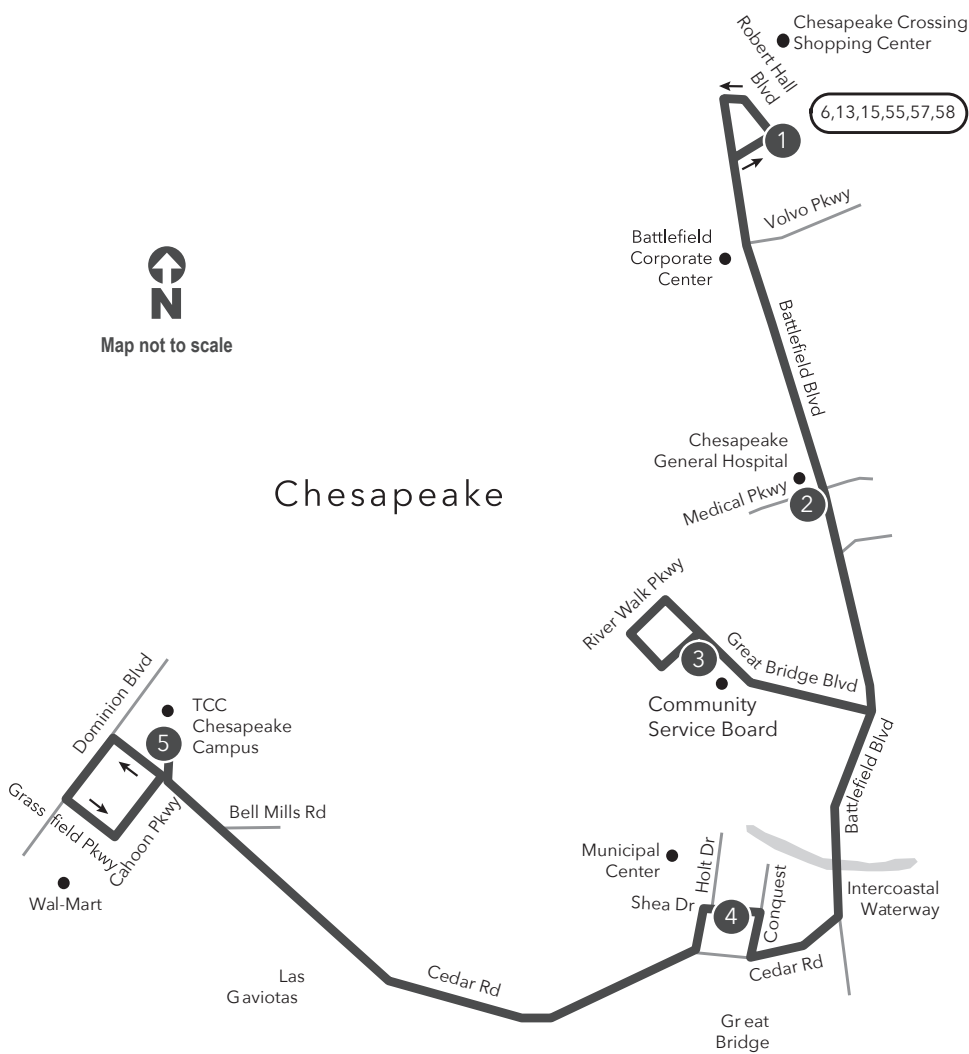 Chesapeake Crossing
Shopping Center
Robert Hall
Blvd
6,13,15,55,57,58
1
Volvo Pkwy
Battlefield
Corporate
Center
N
Map not to scale
Battlefield Blvd
Chesapeake
General Hospital
Chesapeake
Medical Pkwy
2
River Walk Pkwy
3
Great Bridge Blvd
Community
Service Board
Dominion Blvd
TCC
Chesapeake
Campus
5
Battlefield Blvd
Grassfield Pkwy
Cahoon Pkwy
Bell Mills Rd
Wal-Mart
Municipal
Center
Holt Dr
Shea Dr
4
Conquest
Intercoastal
Waterway
Cedar Rd
Las
Gaviotas
Cedar Rd
Great
Bridge